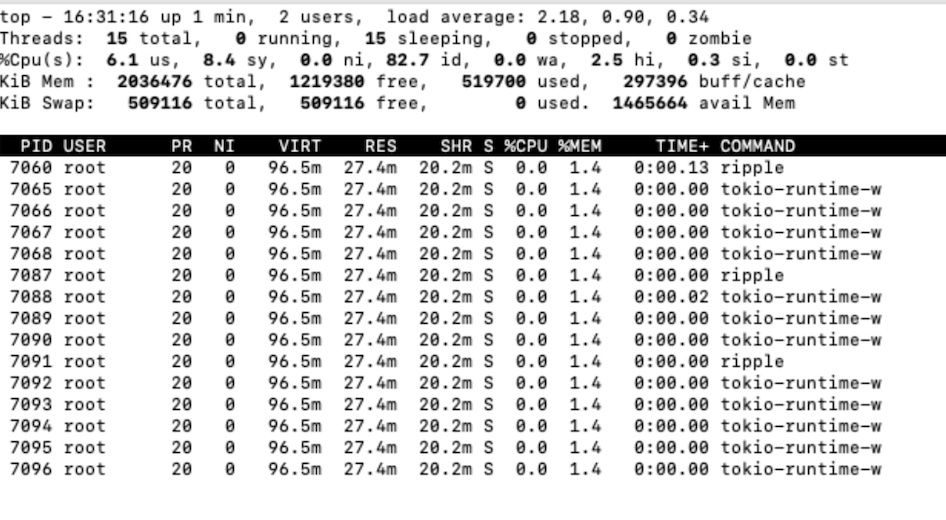 top - 16:31:16 up 1 min,  2 users,  load average: 2.18, 0.90, 0.34
Threads:  15 total,   0 running,  15 sleeping,   0 stopped,   0 zombie
%Cpu(s):  6.1 us,  8.4 sy,  0.0 ni, 82.7 id,  0.0 wa,  2.5 hi,  0.3 si,  0.0 st
KiB Mem :  2036476 total,  1219380 free,   519700 used,   297396 buff/cache
KiB Swap:   509116 total,   509116 free,        0 used.  1465664 avail Mem
PID USER      PR  NI    VIRT    RES    SHR S %CPU %MEM     TIME+ COMMAND
7060 root      20   0   96.5m  27.4m  20.2m S  0.0  1.4   0:00.13 ripple
7065 root      20   0   96.5m  27.4m  20.2m S  0.0  1.4   0:00.00 tokio-runtime-w
7066 root      20   0   96.5m  27.4m  20.2m S  0.0  1.4   0:00.00 tokio-runtime-w
7067 root      20   0   96.5m  27.4m  20.2m S  0.0  1.4   0:00.00 tokio-runtime-w
7068 root      20   0   96.5m  27.4m  20.2m S  0.0  1.4   0:00.00 tokio-runtime-w
7087 root      20   0   96.5m  27.4m  20.2m S  0.0  1.4   0:00.00 ripple
7088 root      20   0   96.5m  27.4m  20.2m S  0.0  1.4   0:00.02 tokio-runtime-w
7089 root      20   0   96.5m  27.4m  20.2m S  0.0  1.4   0:00.00 tokio-runtime-w
7090 root      20   0   96.5m  27.4m  20.2m S  0.0  1.4   0:00.00 tokio-runtime-w
7091 root      20   0   96.5m  27.4m  20.2m S  0.0  1.4   0:00.00 ripple
7092 root      20   0   96.5m  27.4m  20.2m S  0.0  1.4   0:00.00 tokio-runtime-w
7093 root      20   0   96.5m  27.4m  20.2m S  0.0  1.4   0:00.00 tokio-runtime-w
7094 root      20   0   96.5m  27.4m  20.2m S  0.0  1.4   0:00.00 tokio-runtime-w
7095 root      20   0   96.5m  27.4m  20.2m S  0.0  1.4   0:00.00 tokio-runtime-w
7096 root      20   0   96.5m  27.4m  20.2m S  0.0  1.4   0:00.00 tokio-runtime-w